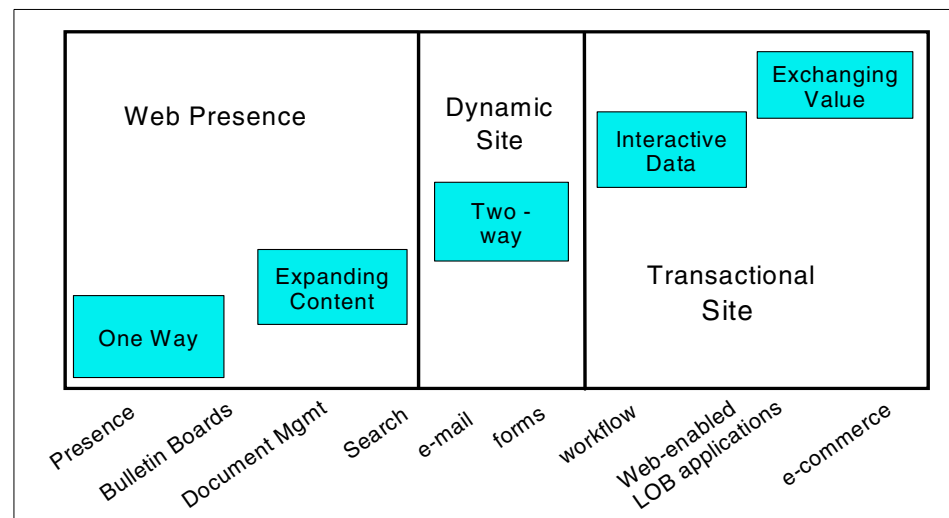 Web Presence
One Way
Expanding
Content
Dynamic
Site
Two -
way
Interactive
Data
Exchanging
Value
Transactional
Site
Presence
Bulletin Boards
Document Mgmt
Search
e-mail
forms
workflow
Web-enabled
LOB applications
e-commerce